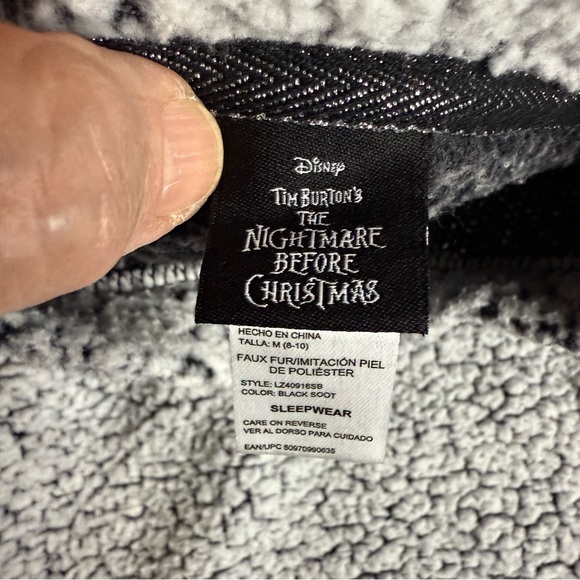 Disney
TIM BURTON'S
THE
NIGHTMARE
BEFORE
CHRISTMAS
HECHO EN CHINA
TALLA: M (8-10)
FAUX FUR/IMITACIÓN PIEL
DE POLIÉSTER
STYLE: LZ40916SB
COLOR: BLACK SOOT
SLEEPWEAR
CARE ON REVERSE
VER AL DORSO PARA CUIDADO
EAN/UPC 60970990635